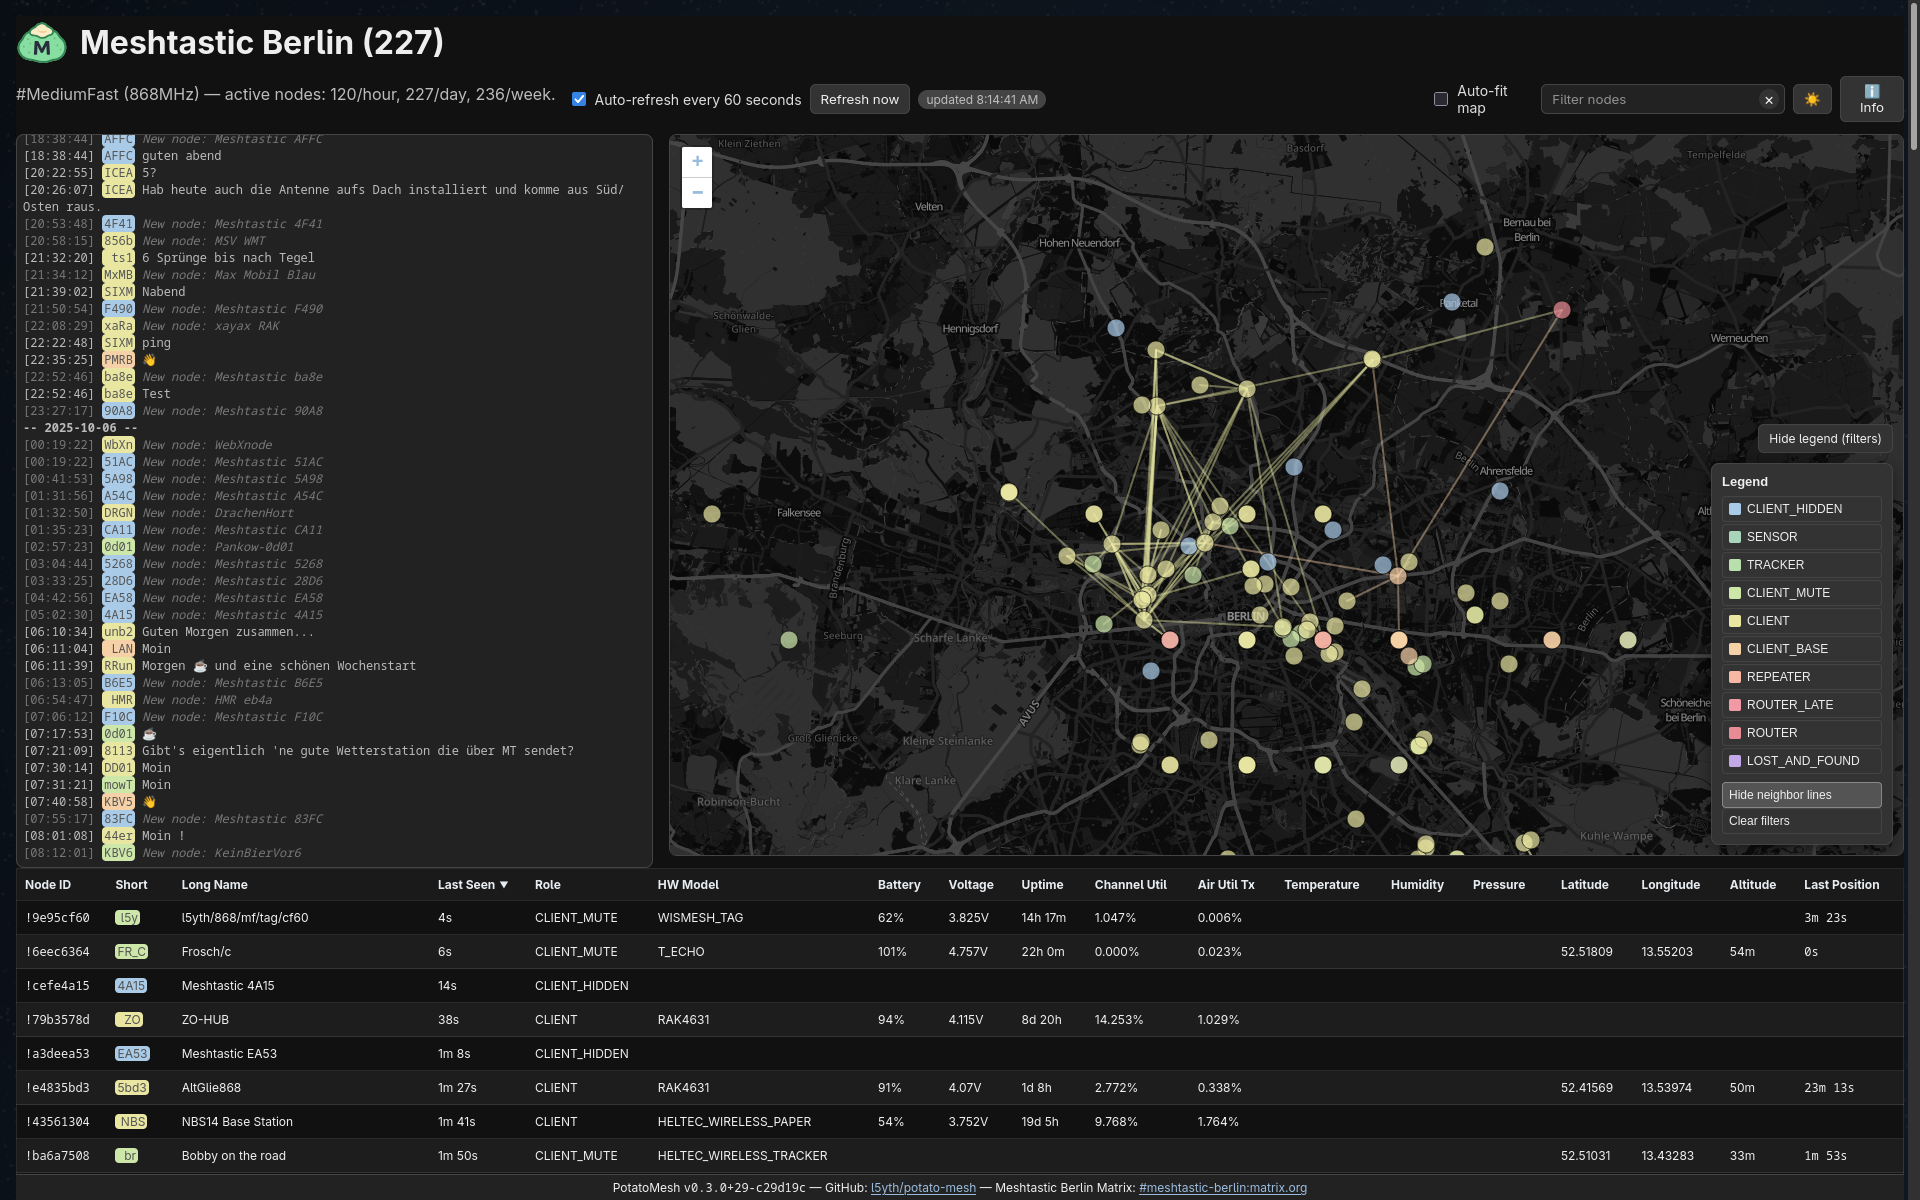 Meshtastic Berlin (227)
#MediumFast (868MHz) — active nodes: 120/hour, 227/day, 236/week.
Auto-refresh every 60 seconds
Refresh now
updated 8:14:41 AM
Auto-fit map
Filter nodes
Info
[18:38:44] AFFC New node: Meshtastic AFFC
[18:38:44] AFFC guten abend
[20:22:55] ICEA 5?
[20:26:07] ICEA Hab heute auch die Antenne aufs Dach installiert und komme aus Süd/
Osten raus.
[20:53:48] 4F41 New node: Meshtastic 4F41
[20:58:15] 856b New node: MSV WMT
[21:32:20] ts1 6 Sprünge bis nach Tegel
[21:34:12] MxMB New node: Max Mobil Blau
[21:39:02] SIXM Nabend
[21:50:54] F490 New node: Meshtastic F490
[22:08:29] xaRa New node: xayax RAK
[22:22:48] SIXM ping
[22:35:25] PMRB 👋
[22:52:46] ba8e New node: Meshtastic ba8e
[22:52:46] ba8e Test
[23:27:17] 90A8 New node: Meshtastic 90A8
-- 2025-10-06 --
[00:19:22] WbXn New node: WebXnode
[00:19:22] 51AC New node: Meshtastic 51AC
[00:41:53] 5A98 New node: Meshtastic 5A98
[01:31:56] A54C New node: Meshtastic A54C
[01:32:50] DRGN New node: DrachenHort
[01:35:23] CA11 New node: Meshtastic CA11
[02:57:23] 0d01 New node: Pankow-0d01
[03:04:44] 5268 New node: Meshtastic 5268
[03:33:25] 28D6 New node: Meshtastic 28D6
[04:42:56] EA58 New node: Meshtastic EA58
[05:02:30] 4A15 New node: Meshtastic 4A15
[06:10:34] unb2 Guten Morgen zusammen...
[06:11:04] LAN Moin
[06:11:39] RRun Morgen ☕ und eine schönen Wochenstart
[06:13:05] B6E5 New node: Meshtastic B6E5
[06:54:47] HMR New node: HMR eb4a
[07:06:12] F10C New node: Meshtastic F10C
[07:17:53] 0d01 ☕
[07:21:09] 8113 Gibt's eigentlich 'ne gute Wetterstation die über MT sendet?
[07:30:14] DD01 Moin
[07:31:21] mowT Moin
[07:40:58] KBV5 👋
[07:55:17] 83FC New node: Meshtastic 83FC
[08:01:08] 44er Moin !
[08:12:01] KBV6 New node: KeinBierVor6
+
−
Klein Ziethen
Basdorf
Tempelfelde
Velten
Hohen Neuendorf
Bernau bei
Berlin
Schönwalde-
Glien
Hennigsdorf
Panketal
Werneuchen
Berlin
Ahrensfelde
Falkensee
Brandenburg
Seeburg
Scharfe Lanke
BERLIN
Berlin
AVUS
Groß Glienicke
Kleine Steinlanke
Schöneiche
bei Berlin
Klare Lanke
Robinson-Bucht
Kuhle Wampe
Hide legend (filters)
Legend
CLIENT_HIDDEN
SENSOR
TRACKER
CLIENT_MUTE
CLIENT
CLIENT_BASE
REPEATER
ROUTER_LATE
ROUTER
LOST_AND_FOUND
Hide neighbor lines
Clear filters
Node ID Short Long Name Last Seen ▼ Role HW Model Battery Voltage Uptime Channel Util Air Util Tx Temperature Humidity Pressure Latitude Longitude Altitude Last Position
!9e95cf60 l5y l5yth/868/mf/tag/cf60 4s CLIENT_MUTE WISMESH_TAG 62% 3.825V 14h 17m 1.047% 0.006% 3m 23s
!6eec6364 FR_C Frosch/c 6s CLIENT_MUTE T_ECHO 101% 4.757V 22h 0m 0.000% 0.023% 52.51809 13.55203 54m 0s
!cefe4a15 4A15 Meshtastic 4A15 14s CLIENT_HIDDEN
!79b3578d ZO ZO-HUB 38s CLIENT RAK4631 94% 4.115V 8d 20h 14.253% 1.029%
!a3deea53 EA53 Meshtastic EA53 1m 8s CLIENT_HIDDEN
!e4835bd3 5bd3 AltGlie868 1m 27s CLIENT RAK4631 91% 4.07V 1d 8h 2.772% 0.338% 52.41569 13.53974 50m 23m 13s
!43561304 NBS NBS14 Base Station 1m 41s CLIENT HELTEC_WIRELESS_PAPER 54% 3.752V 19d 5h 9.768% 1.764%
!ba6a7508 br Bobby on the road 1m 50s CLIENT_MUTE HELTEC_WIRELESS_TRACKER 52.51031 13.43283 33m 1m 53s
PotatoMesh v0.3.0+29-c29d19c — GitHub: l5yth/potato-mesh — Meshtastic Berlin Matrix: #meshtastic-berlin:matrix.org